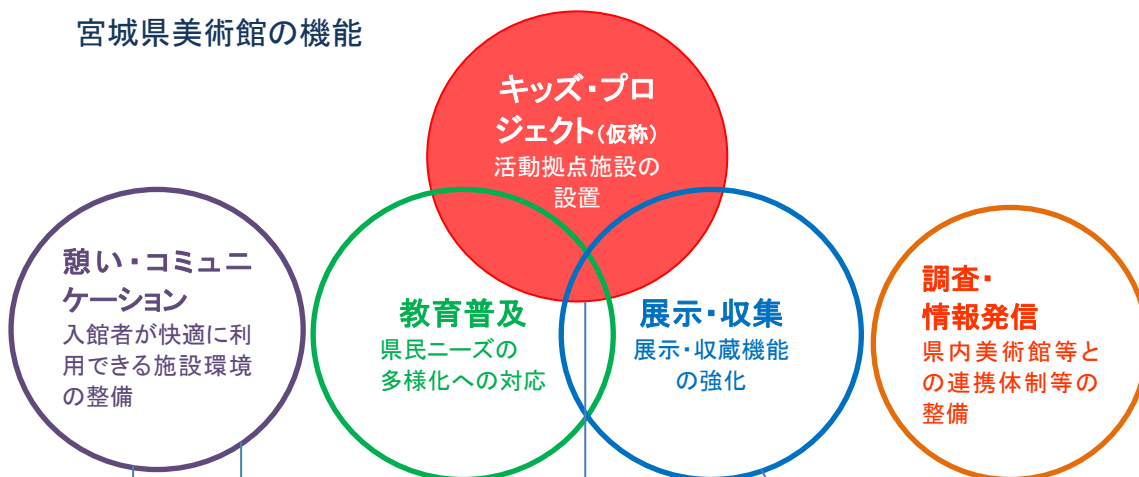 宮城県美術館の機能
キッズ・プロ
ジェクト(仮称)
活動拠点施設の
設置
憩い・コミュニ
ケーション
入館者が快適に利
用できる施設環境
の整備
教育普及
県民ニーズの
多様化への対応
展示・収集
展示・収蔵機能
の強化
調査・
情報発信
県内美術館等と
の連携体制等の
整備